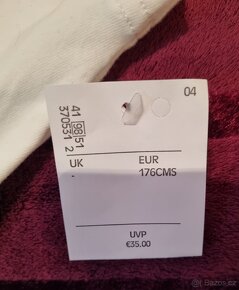 04
41 98 51
370531 2
UK EUR
- 176CMS
UVP
€35.00
Bazos.cz